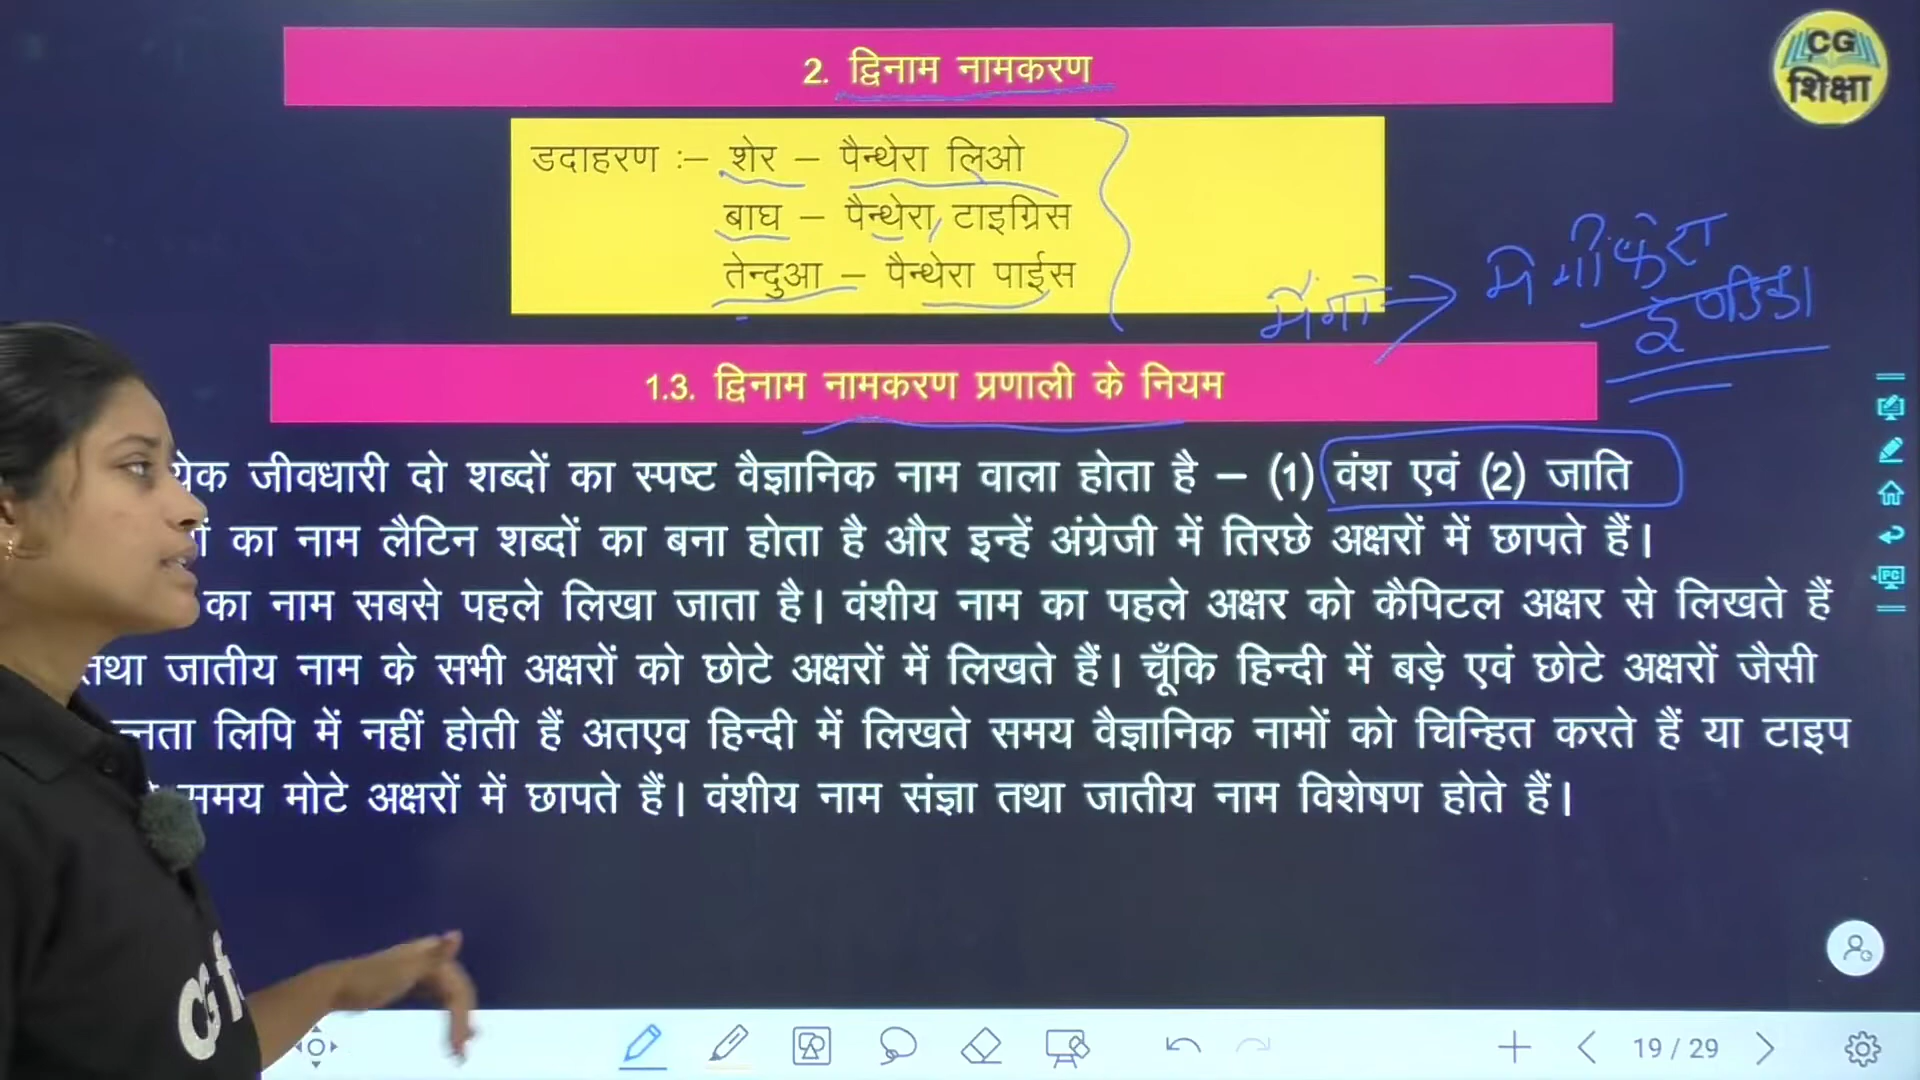 2. द्विनाम नामकरण
CG
शिक्षा
डदाहरण :– शेर – पैन्थेरा लिओ
बाघ – पैन्थेरा, टाइग्रिस
तेन्दुआ – पैन्थेरा पाईस
मैंगो → मेंगीफेरा
इण्डिका
1.3. द्विनाम नामकरण प्रणाली के नियम
जीवधारी दो शब्दों का स्पष्ट वैज्ञानिक नाम वाला होता है – (1) वंश एवं (2) जाति
का नाम लैटिन शब्दों का बना होता है और इन्हें अंग्रेजी में तिरछे अक्षरों में छापते हैं।
का नाम सबसे पहले लिखा जाता है। वंशीय नाम का पहले अक्षर को कैपिटल अक्षर से लिखते हैं
तथा जातीय नाम के सभी अक्षरों को छोटे अक्षरों में लिखते हैं। चूँकि हिन्दी में बड़े एवं छोटे अक्षरों जैसी
लिपि में नहीं होती हैं अतएव हिन्दी में लिखते समय वैज्ञानिक नामों को चिन्हित करते हैं या टाइप
समय मोटे अक्षरों में छापते हैं। वंशीय नाम संज्ञा तथा जातीय नाम विशेषण होते हैं।
PC
19 / 29